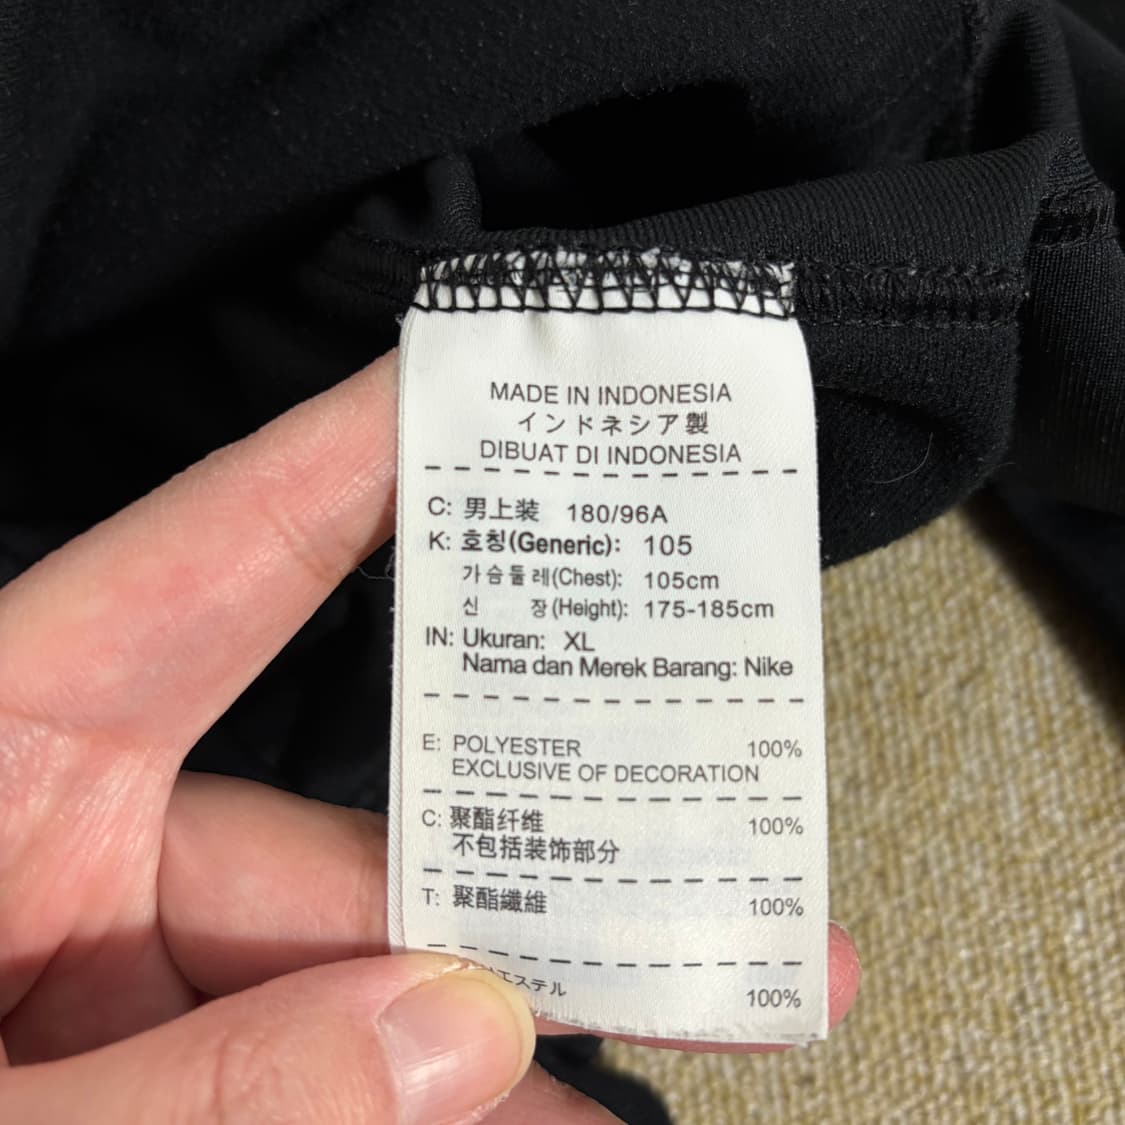 MADE IN INDONESIA
インドネシア製
DIBUAT DI INDONESIA
C: 男上装 180/96A
K: 호칭(Generic): 105
가슴둘레(Chest): 105cm
신 장(Height): 175-185cm
IN: Ukuran: XL
Nama dan Merek Barang: Nike
E: POLYESTER 100%
EXCLUSIVE OF DECORATION
C: 聚酯纤维 100%
不包括装饰部分
T: 聚酯纖維 100%
エステル 100%